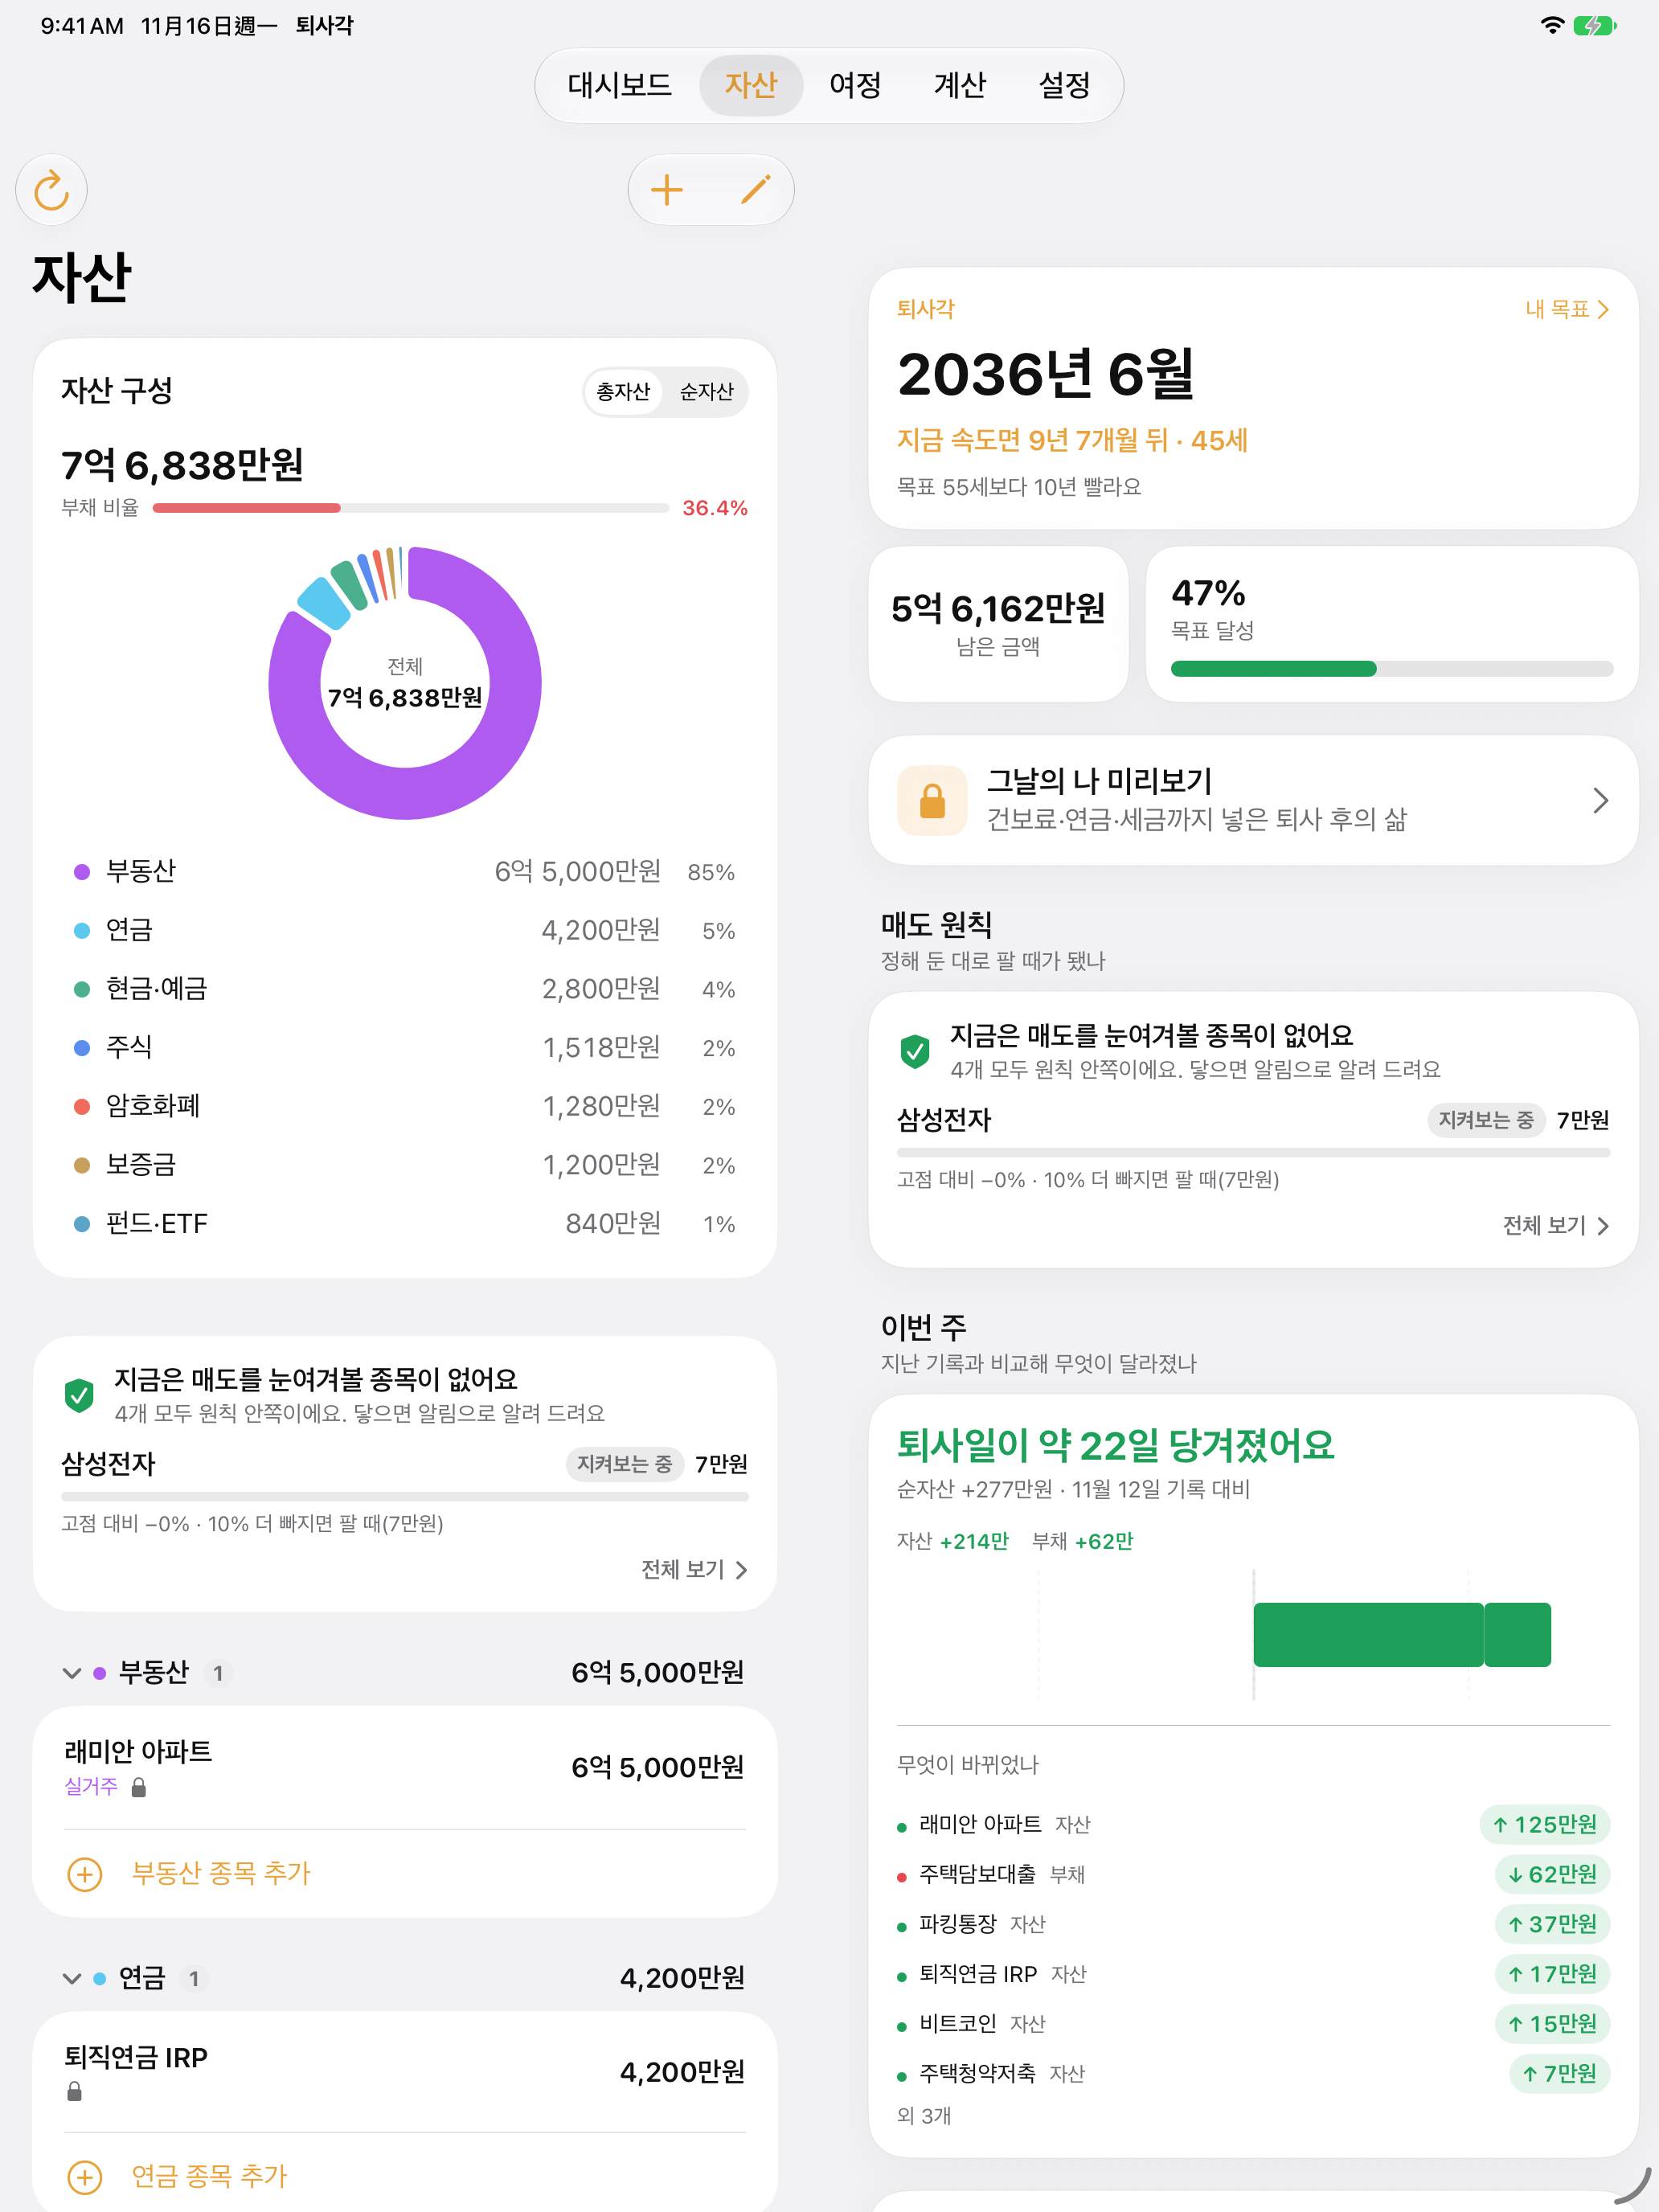 9:41 AM 11月16日週一 퇴사각
대시보드 자산 여정 계산 설정
자산
자산 구성
총자산 순자산
7억 6,838만원
부채 비율 36.4%
전체
7억 6,838만원
부동산 6억 5,000만원 85%
연금 4,200만원 5%
현금·예금 2,800만원 4%
주식 1,518만원 2%
암호화폐 1,280만원 2%
보증금 1,200만원 2%
펀드·ETF 840만원 1%
지금은 매도를 눈여겨볼 종목이 없어요
4개 모두 원칙 안쪽이에요. 닿으면 알림으로 알려 드려요
삼성전자 지켜보는 중 7만원
고점 대비 −0% · 10% 더 빠지면 팔 때(7만원)
전체 보기
부동산 1 6억 5,000만원
래미안 아파트
실거주
6억 5,000만원
부동산 종목 추가
연금 1 4,200만원
퇴직연금 IRP
4,200만원
연금 종목 추가
퇴사각 내 목표
2036년 6월
지금 속도면 9년 7개월 뒤 · 45세
목표 55세보다 10년 빨라요
5억 6,162만원
남은 금액
47%
목표 달성
그날의 나 미리보기
건보료·연금·세금까지 넣은 퇴사 후의 삶
매도 원칙
정해 둔 대로 팔 때가 됐나
지금은 매도를 눈여겨볼 종목이 없어요
4개 모두 원칙 안쪽이에요. 닿으면 알림으로 알려 드려요
삼성전자 지켜보는 중 7만원
고점 대비 −0% · 10% 더 빠지면 팔 때(7만원)
전체 보기
이번 주
지난 기록과 비교해 무엇이 달라졌나
퇴사일이 약 22일 당겨졌어요
순자산 +277만원 · 11월 12일 기록 대비
자산 +214만 부채 +62만
무엇이 바뀌었나
래미안 아파트 자산 ↑ 125만원
주택담보대출 부채 ↓ 62만원
파킹통장 자산 ↑ 37만원
퇴직연금 IRP 자산 ↑ 17만원
비트코인 자산 ↑ 15만원
주택청약저축 자산 ↑ 7만원
외 3개